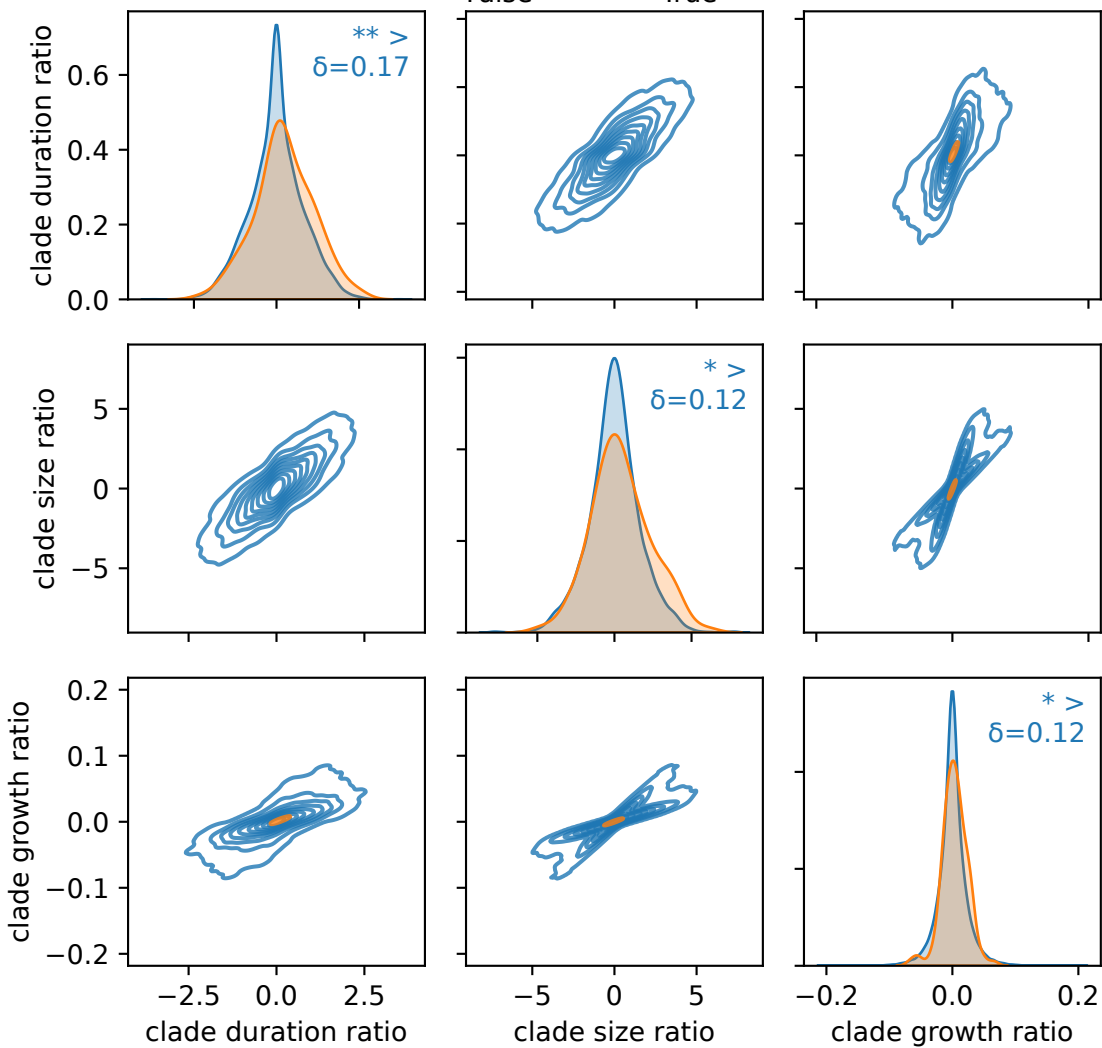 False True
clade duration ratio
0.6
0.4
0.2
0.0
** >
δ=0.17
clade size ratio
5
0
−5
* >
δ=0.12
clade growth ratio
0.2
0.1
0.0
−0.1
−0.2
* >
δ=0.12
−2.5 0.0 2.5
clade duration ratio
−5 0 5
clade size ratio
−0.2 0.0 0.2
clade growth ratio